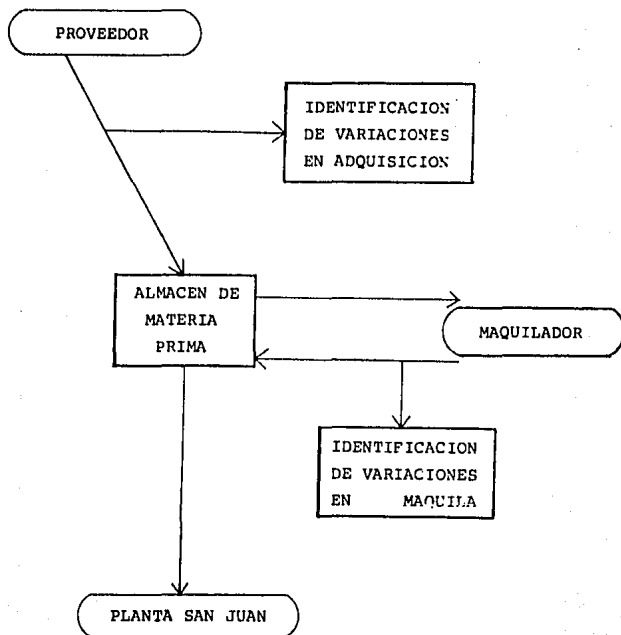 PROVEEDOR
IDENTIFICACION
DE VARIACIONES
EN ADQUISICION
ALMACEN DE
MATERIA
PRIMA
MAQUILADOR
IDENTIFICACION
DE VARIACIONES
EN MAQUILA
PLANTA SAN JUAN